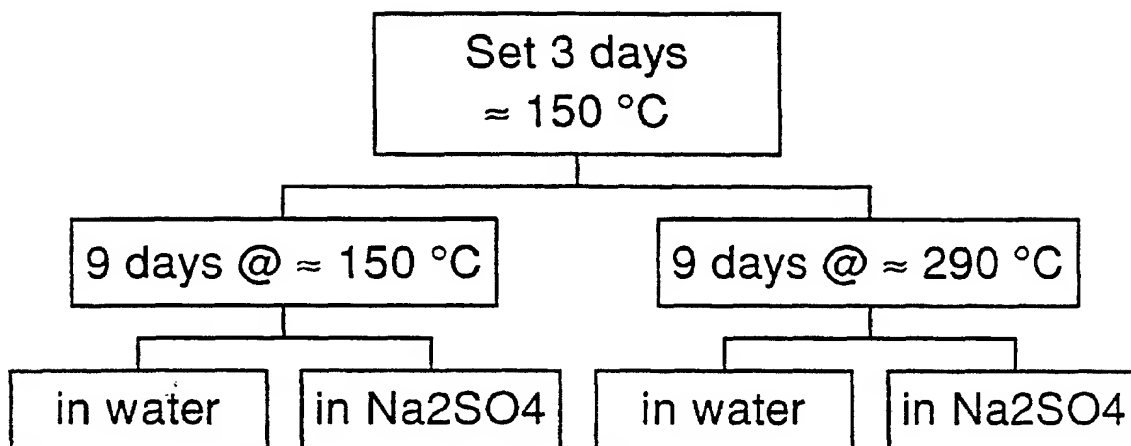 Set 3 days
≈ 150 °C
9 days @ ≈ 150 °C
9 days @ ≈ 290 °C
in water
in Na2SO4
in water
in Na2SO4